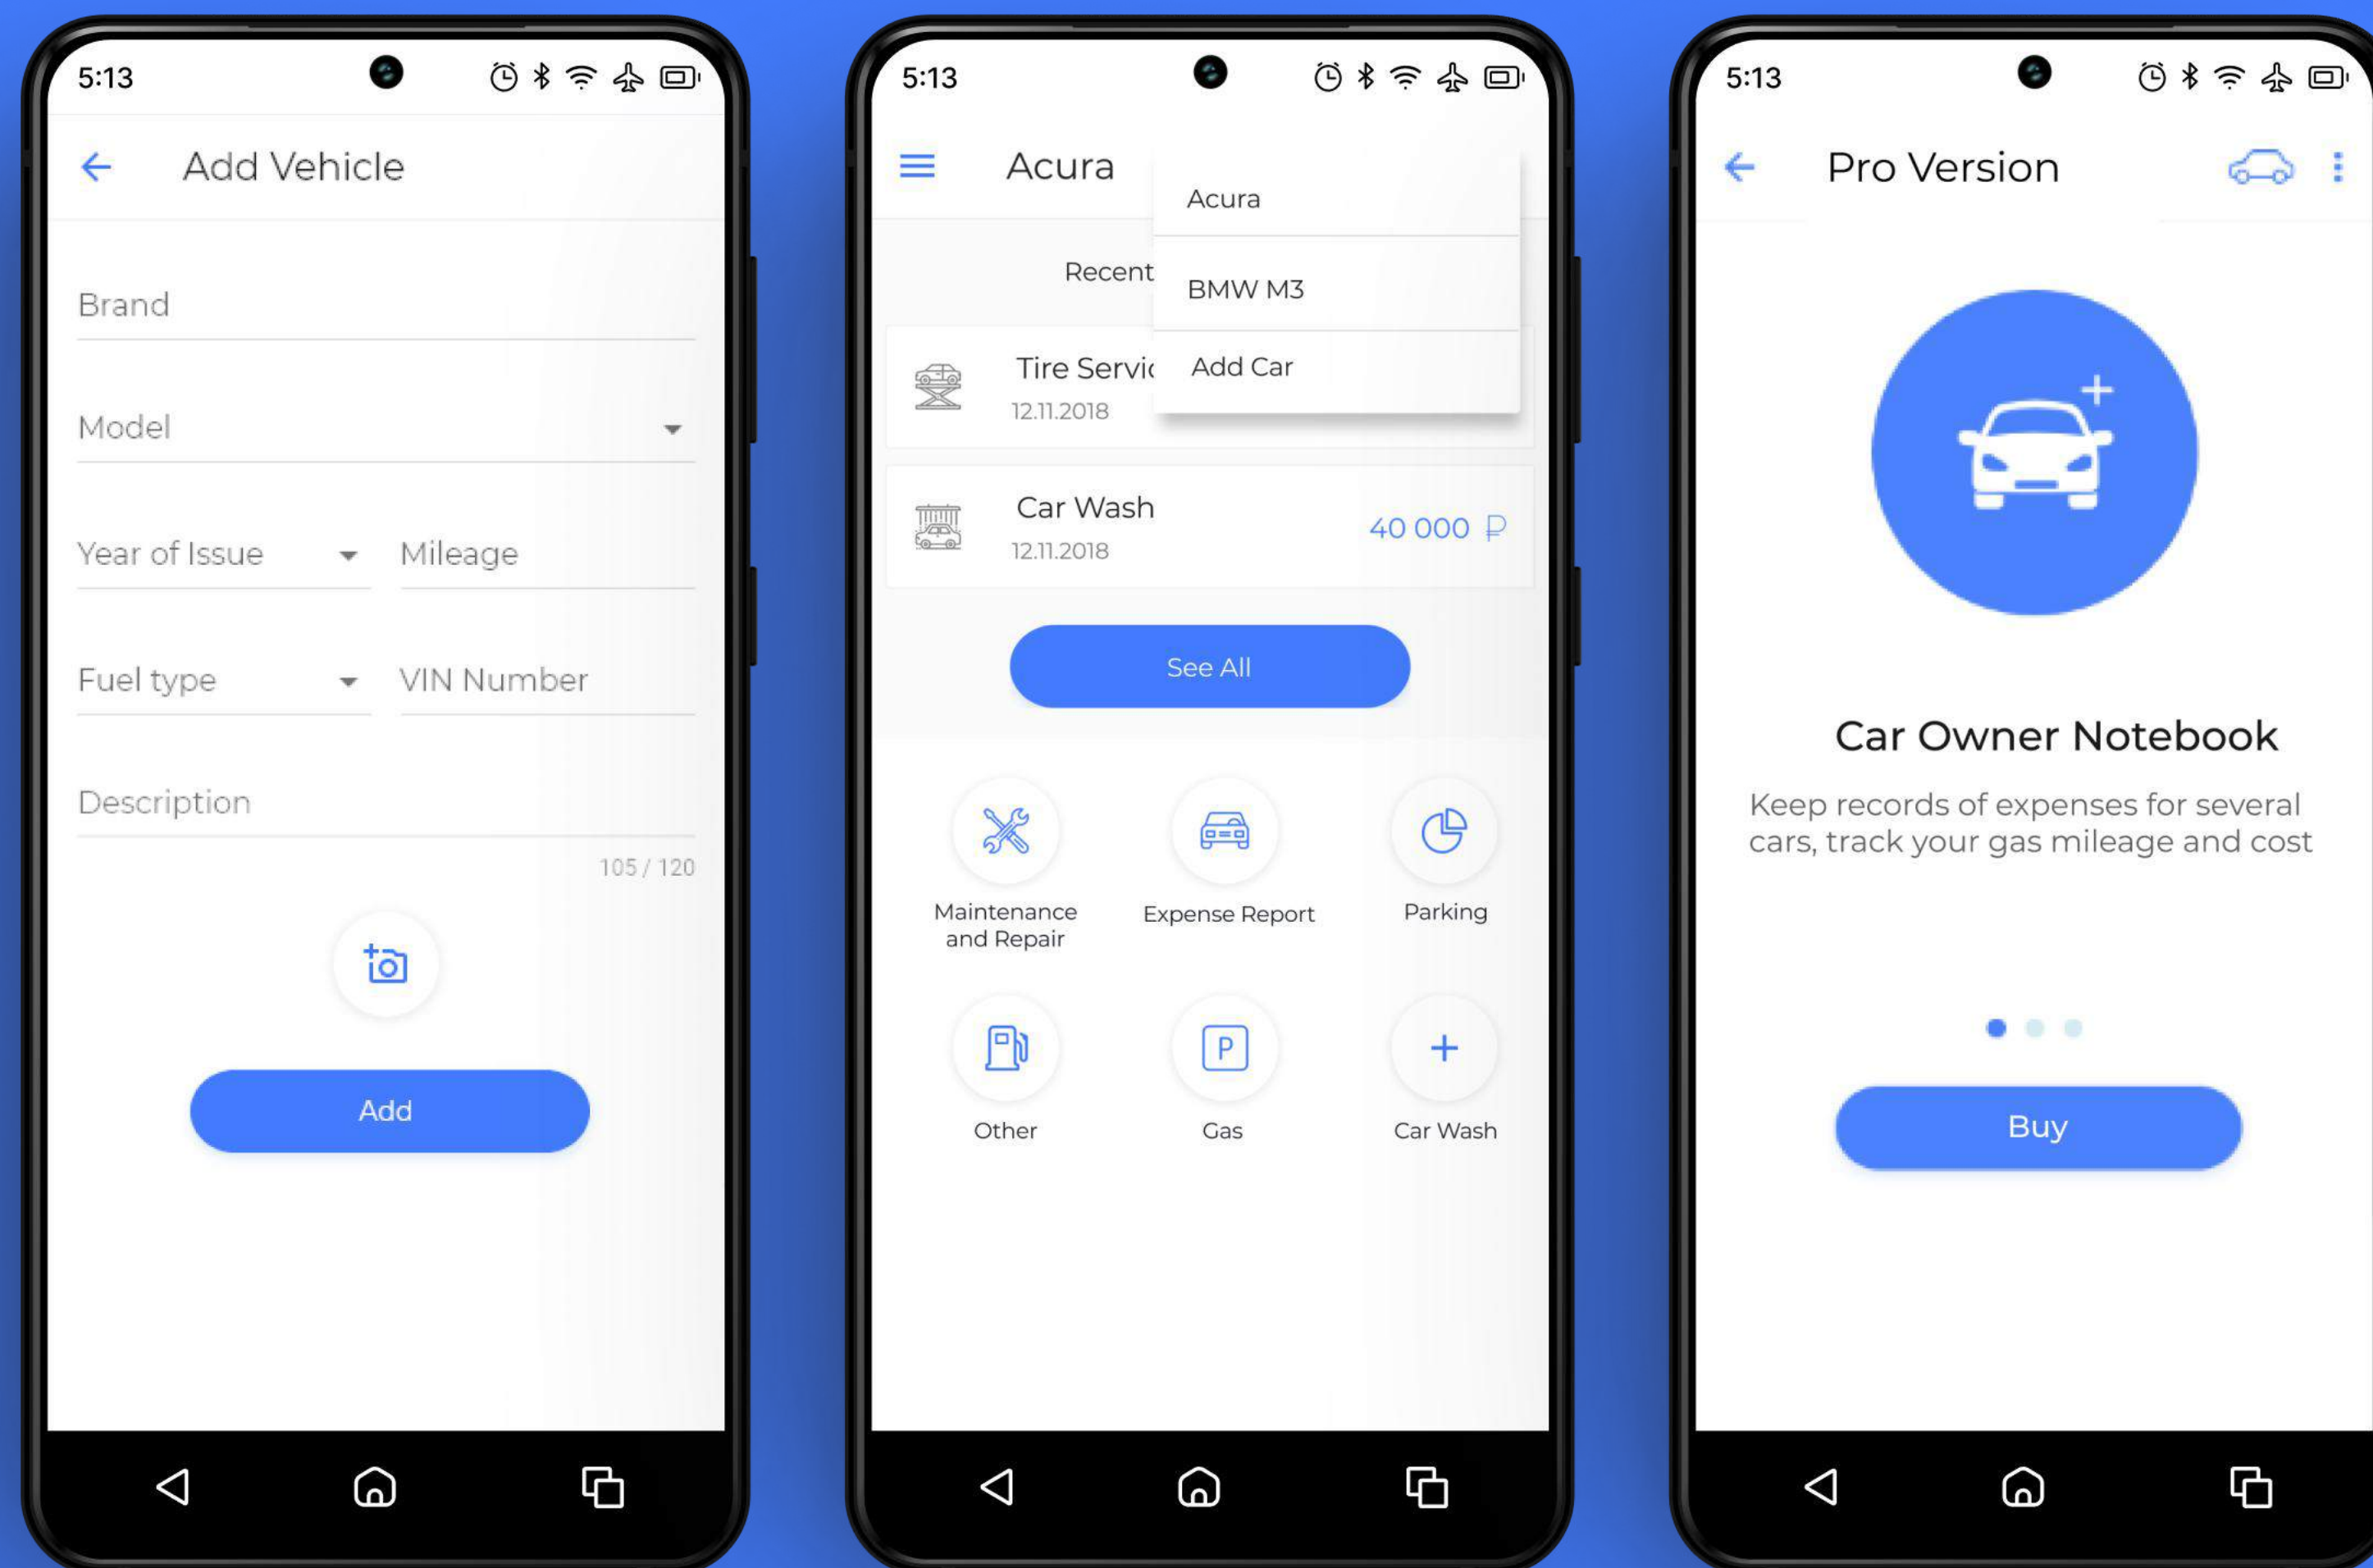 5:13
Add Vehicle
Brand
Model
Year of Issue
Mileage
Fuel type
VIN Number
Description
105 / 120
Add
5:13
Acura
Acura
BMW M3
Add Car
Recent
Tire Servic
12.11.2018
Car Wash
12.11.2018
40 000 ₽
See All
Maintenance
and Repair
Expense Report
Parking
P
Other
Gas
Car Wash
5:13
Pro Version
Car Owner Notebook
Keep records of expenses for several
cars, track your gas mileage and cost
Buy